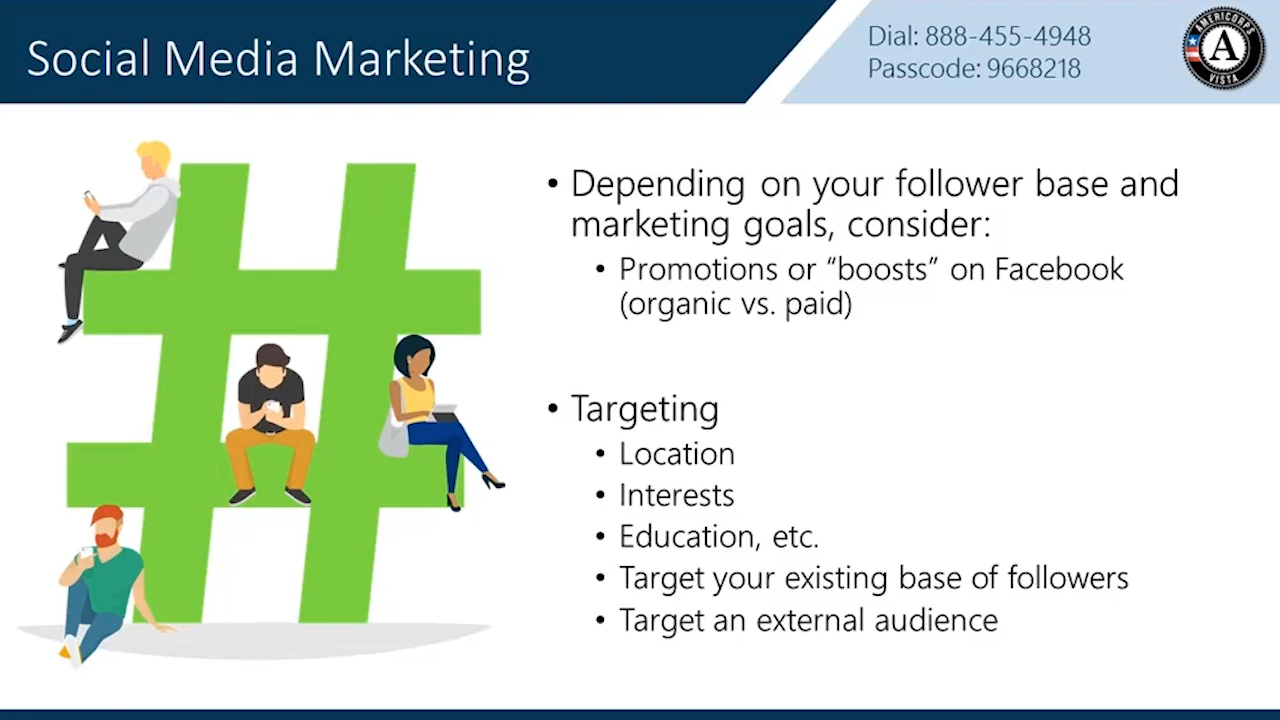 Social Media Marketing
Dial: 888-455-4948
Passcode: 9668218
AMERICORPS
A
VISTA
• Depending on your follower base and
marketing goals, consider:
• Promotions or “boosts” on Facebook
(organic vs. paid)
• Targeting
• Location
• Interests
• Education, etc.
• Target your existing base of followers
• Target an external audience